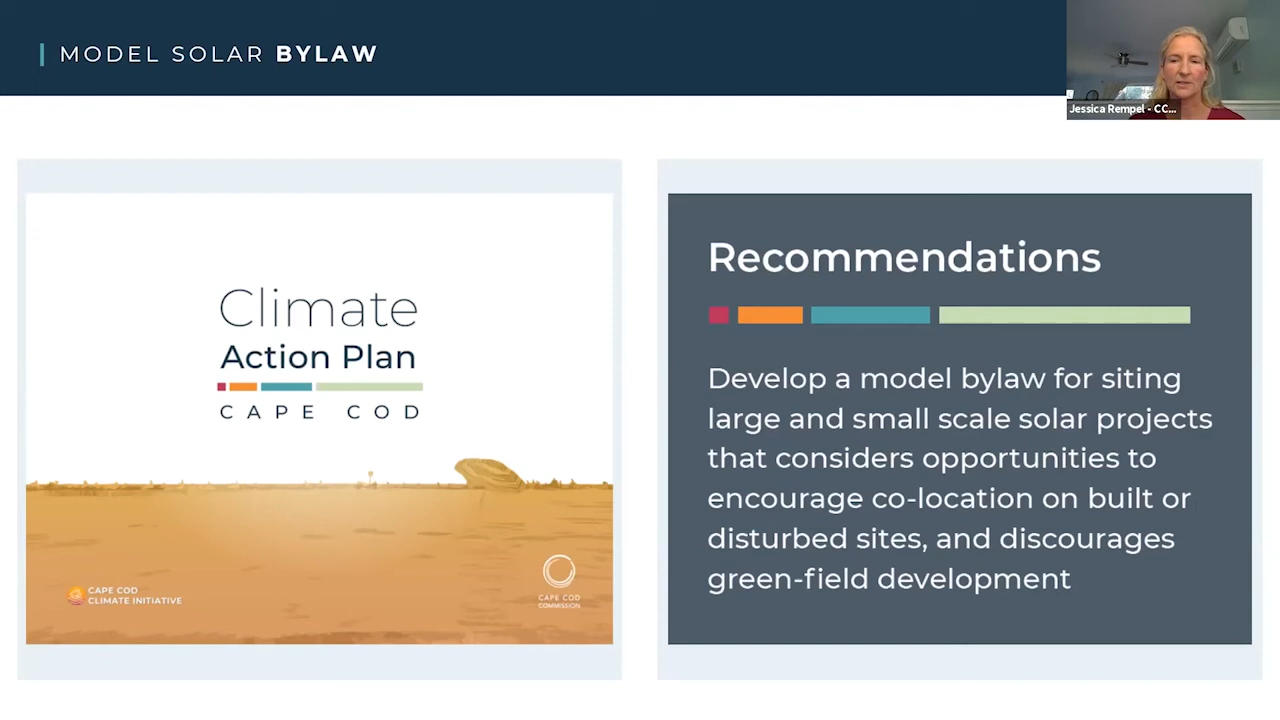 MODEL SOLAR BYLAW
Jessica Rempel - CC...
Climate
Action Plan
CAPE COD
CAPE COD
CLIMATE INITIATIVE
CAPE COD
COMMISSION
Recommendations
Develop a model bylaw for siting
large and small scale solar projects
that considers opportunities to
encourage co-location on built or
disturbed sites, and discourages
green-field development